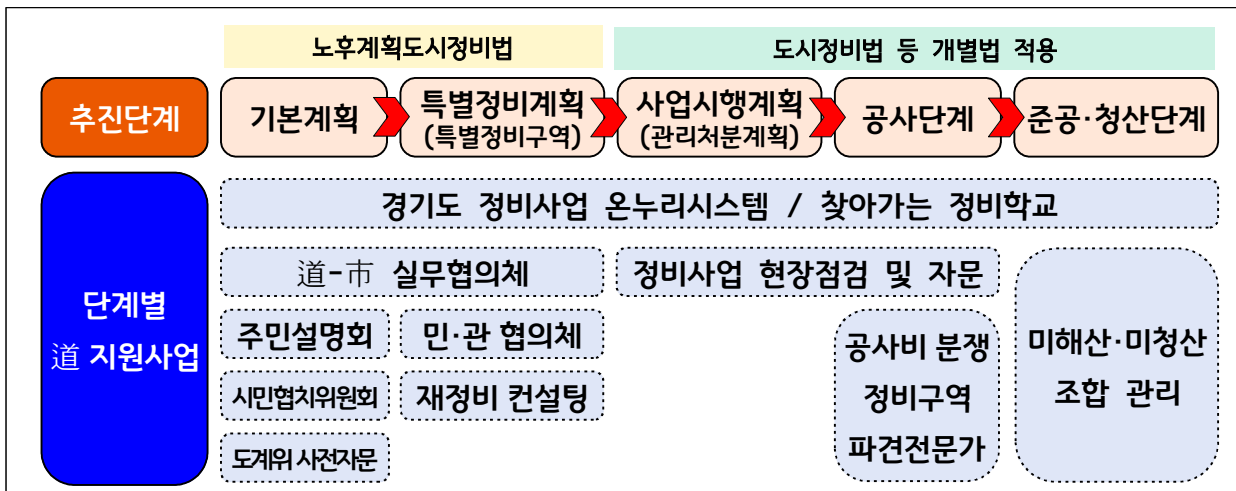 노후계획도시정비법
도시정비법 등 개별법 적용
추진단계
기본계획
특별정비계획
(특별정비구역)
사업시행계획
(관리처분계획)
공사단계
준공·청산단계
단계별
道 지원사업
경기도 정비사업 온누리시스템 / 찾아가는 정비학교
道-市 실무협의체
정비사업 현장점검 및 자문
주민설명회
민·관 협의체
시민협치위원회
재정비 컨설팅
도계위 사전자문
공사비 분쟁
정비구역
파견전문가
미해산·미청산
조합 관리